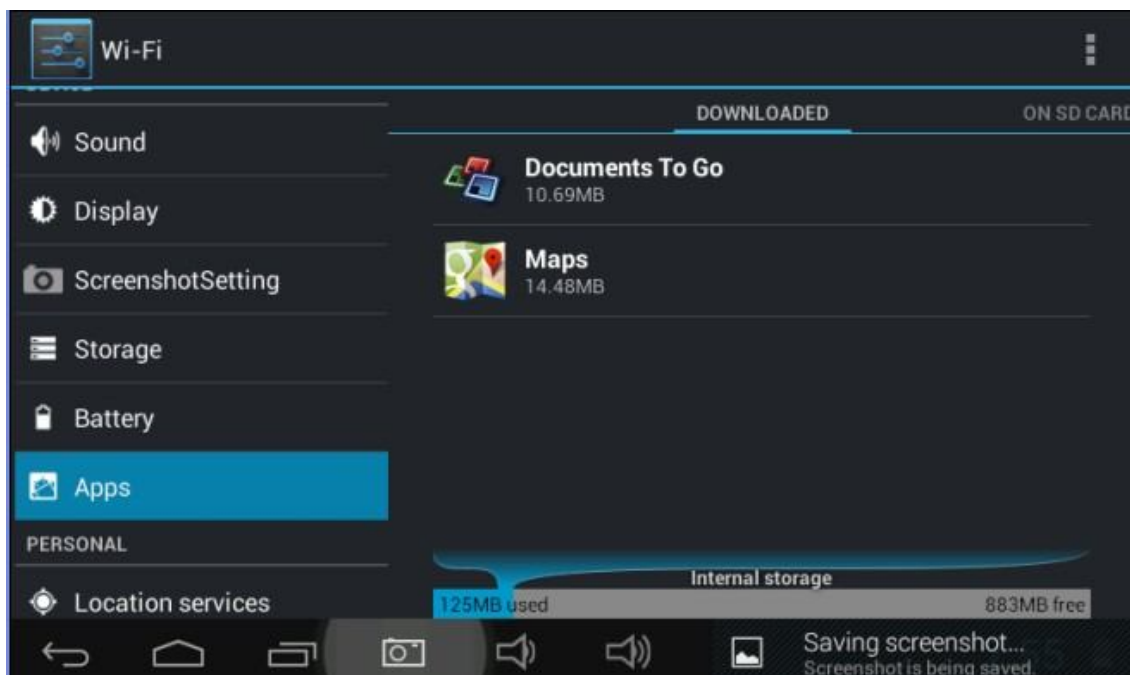 Wi-Fi
DOWNLOADED
ON SD CARD
Sound
Display
ScreenshotSetting
Storage
Battery
Apps
PERSONAL
Location services
Documents To Go
10.69MB
Maps
14.48MB
Internal storage
125MB used
883MB free
Saving screenshot...
Screenshot is being saved.